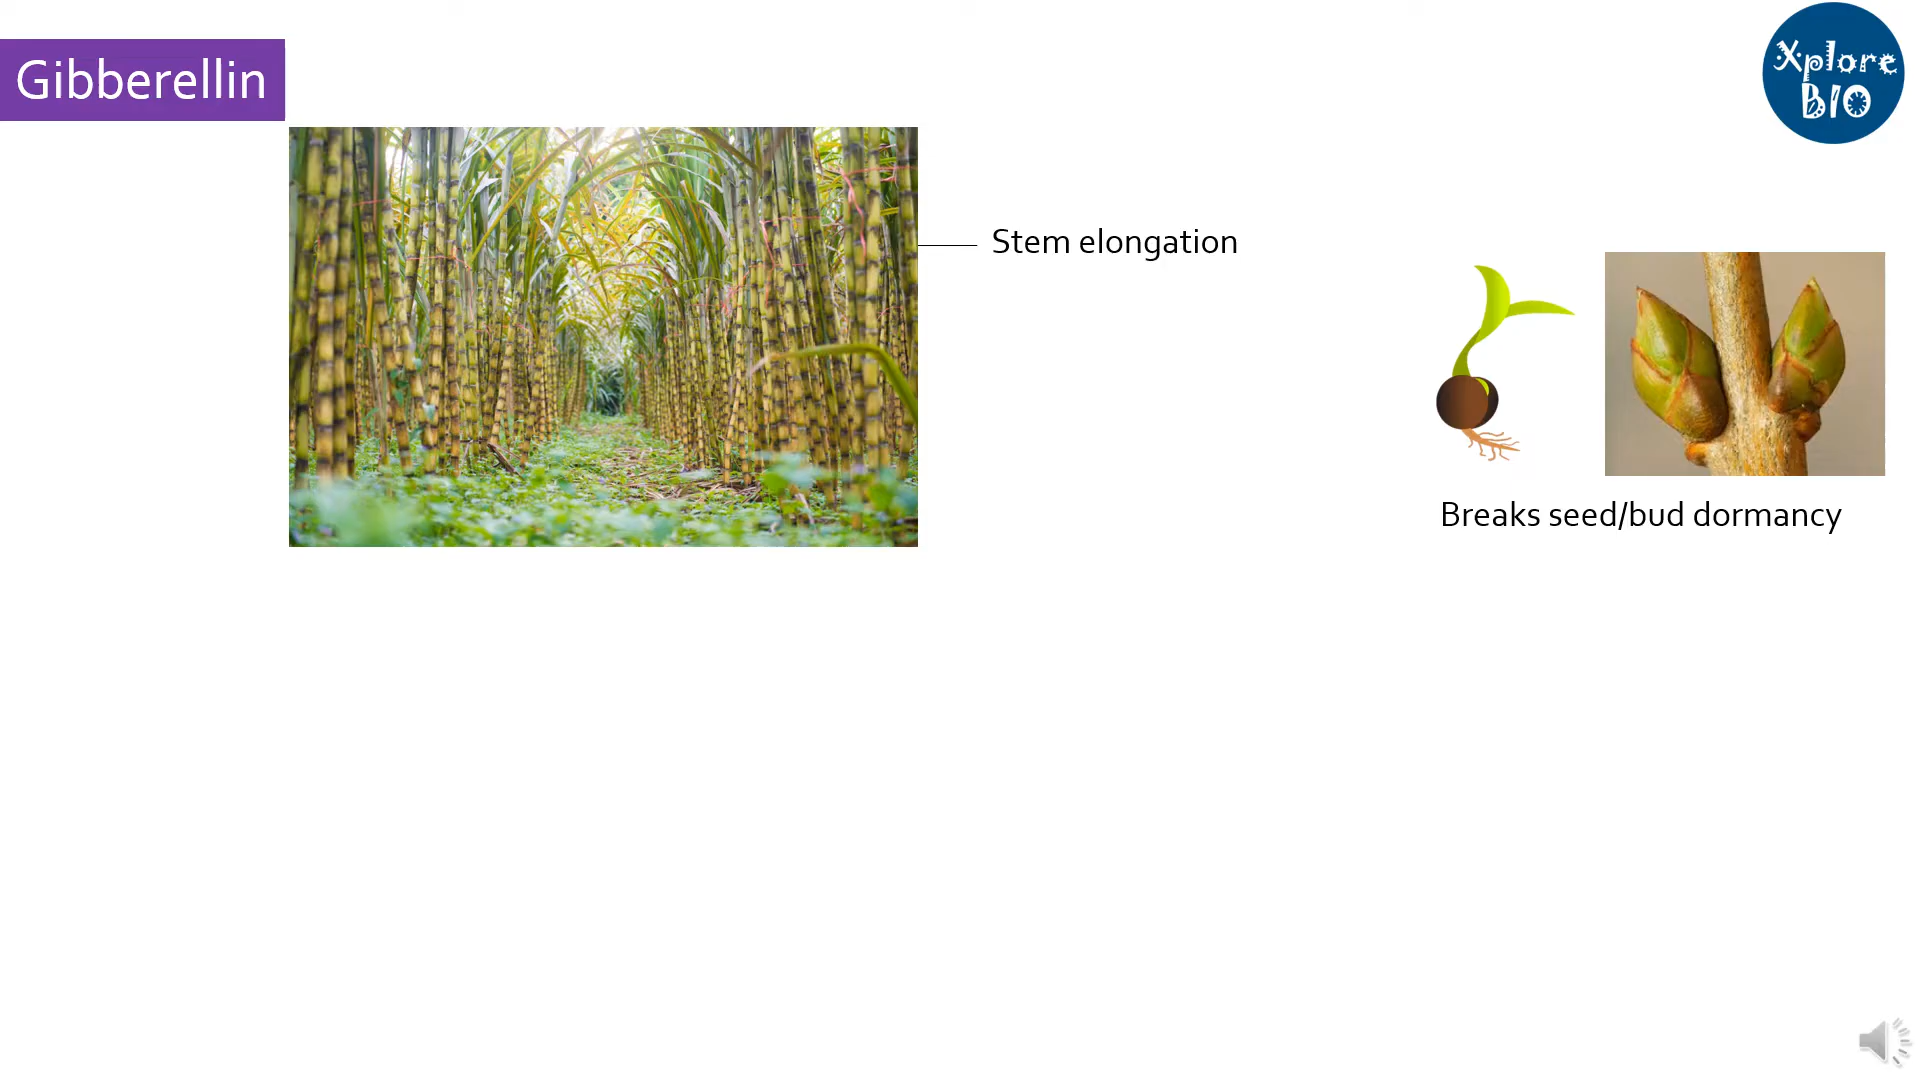 Gibberellin
Xplore
BIO
Stem elongation
Breaks seed/bud dormancy